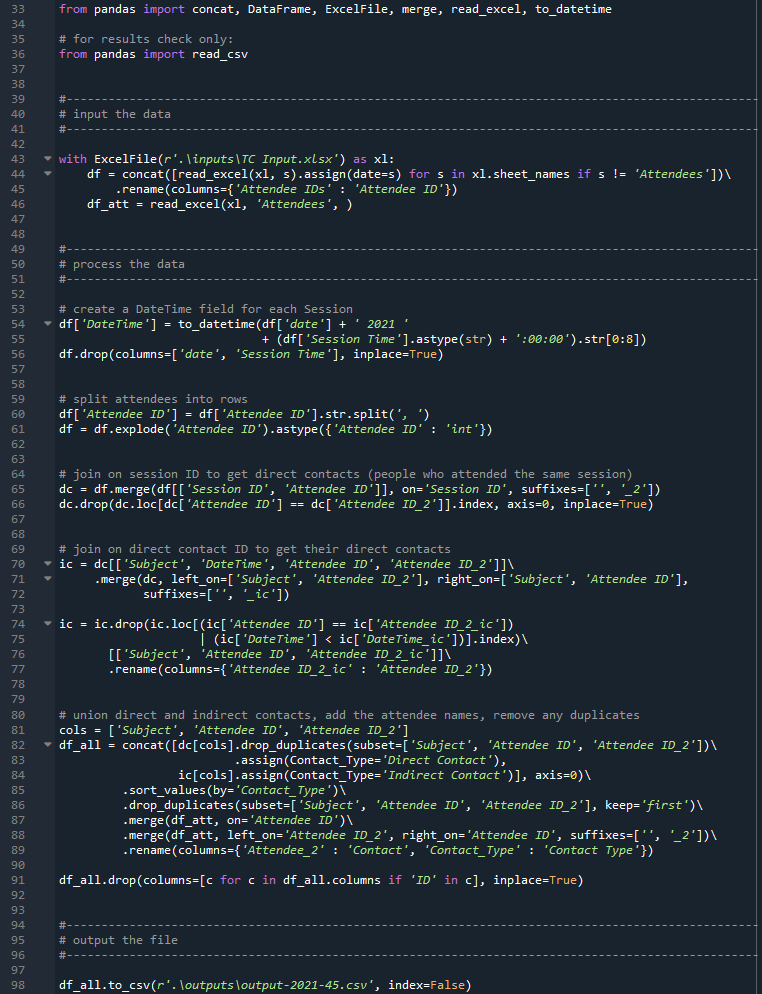 33 from pandas import concat, DataFrame, ExcelFile, merge, read_excel, to_datetime
34
35 # for results check only:
36 from pandas import read_csv
37
38
39 #---------------------------------------------------------------------------------------------
40 # input the data
41 #---------------------------------------------------------------------------------------------
42
43 with ExcelFile(r'.\inputs\TC Input.xlsx') as xl:
44     df = concat([read_excel(xl, s).assign(date=s) for s in xl.sheet_names if s != 'Attendees'])\
45         .rename(columns={'Attendee IDs' : 'Attendee ID'})
46     df_att = read_excel(xl, 'Attendees', )
47
48
49 #---------------------------------------------------------------------------------------------
50 # process the data
51 #---------------------------------------------------------------------------------------------
52
53 # create a DateTime field for each Session
54 df['DateTime'] = to_datetime(df['date'] + ' 2021 '
55                            + (df['Session Time'].astype(str) + ':00:00').str[0:8])
56 df.drop(columns=['date', 'Session Time'], inplace=True)
57
58
59 # split attendees into rows
60 df['Attendee ID'] = df['Attendee ID'].str.split(', ')
61 df = df.explode('Attendee ID').astype({'Attendee ID' : 'int'})
62
63
64 # join on session ID to get direct contacts (people who attended the same session)
65 dc = df.merge(df[['Session ID', 'Attendee ID']], on='Session ID', suffixes=['', '_2'])
66 dc.drop(dc.loc[dc['Attendee ID'] == dc['Attendee ID_2']].index, axis=0, inplace=True)
67
68
69 # join on direct contact ID to get their direct contacts
70 ic = dc[['Subject', 'DateTime', 'Attendee ID', 'Attendee ID_2']]\
71      .merge(dc, left_on=['Subject', 'Attendee ID_2'], right_on=['Subject', 'Attendee ID'],
72            suffixes=['', '_ic'])
73
74 ic = ic.drop(ic.loc[(ic['Attendee ID'] == ic['Attendee ID_2_ic'])
75                    | (ic['DateTime'] < ic['DateTime_ic'])].index)\
76        [['Subject', 'Attendee ID', 'Attendee ID_2_ic']]\
77        .rename(columns={'Attendee ID_2_ic' : 'Attendee ID_2'})
78
79
80 # union direct and indirect contacts, add the attendee names, remove any duplicates
81 cols = ['Subject', 'Attendee ID', 'Attendee ID_2']
82 df_all = concat([dc[cols].drop_duplicates(subset=['Subject', 'Attendee ID', 'Attendee ID_2'])\
83                        .assign(Contact_Type='Direct Contact'),
84                 ic[cols].assign(Contact_Type='Indirect Contact')], axis=0)\
85          .sort_values(by='Contact_Type')\
86          .drop_duplicates(subset=['Subject', 'Attendee ID', 'Attendee ID_2'], keep='first')\
87          .merge(df_att, on='Attendee ID')\
88          .merge(df_att, left_on='Attendee ID_2', right_on='Attendee ID', suffixes=['', '_2'])\
89          .rename(columns={'Attendee_2' : 'Contact', 'Contact_Type' : 'Contact Type'})
90
91 df_all.drop(columns=[c for c in df_all.columns if 'ID' in c], inplace=True)
92
93
94 #---------------------------------------------------------------------------------------------
95 # output the file
96 #---------------------------------------------------------------------------------------------
97
98 df_all.to_csv(r'.\outputs\output-2021-45.csv', index=False)